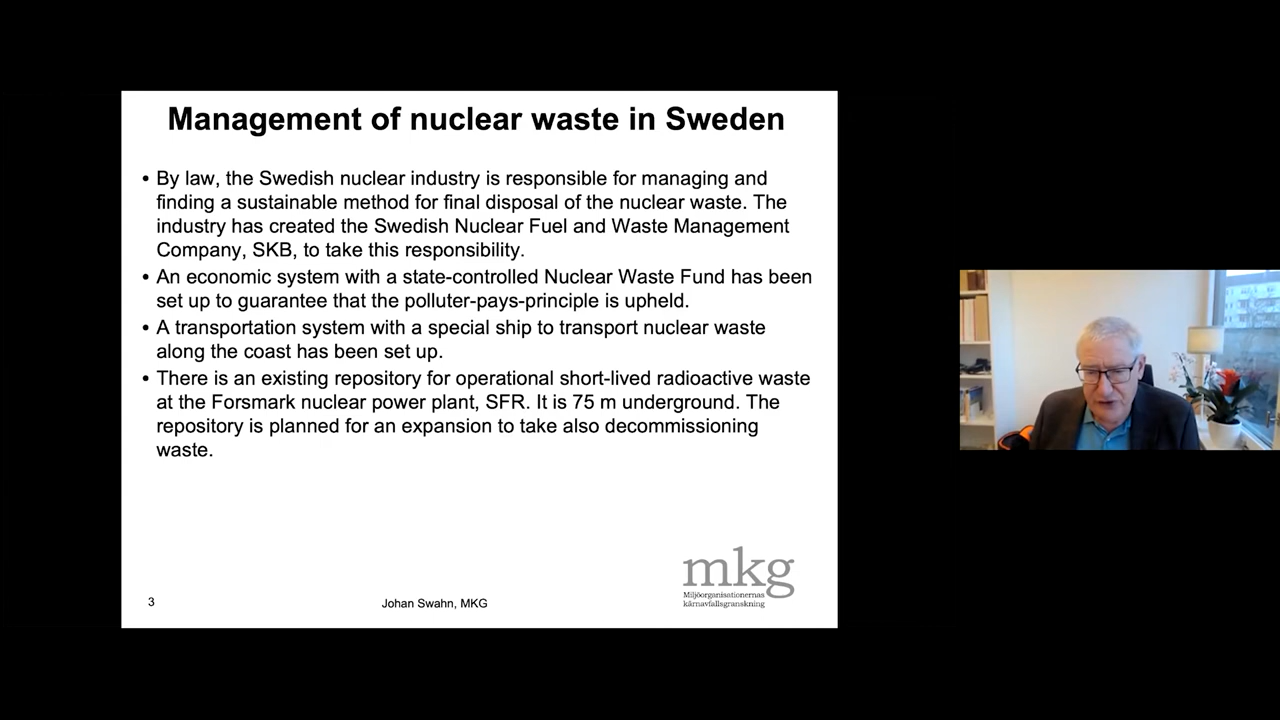 Management of nuclear waste in Sweden
• By law, the Swedish nuclear industry is responsible for managing and
finding a sustainable method for final disposal of the nuclear waste. The
industry has created the Swedish Nuclear Fuel and Waste Management
Company, SKB, to take this responsibility.
• An economic system with a state-controlled Nuclear Waste Fund has been
set up to guarantee that the polluter-pays-principle is upheld.
• A transportation system with a special ship to transport nuclear waste
along the coast has been set up.
• There is an existing repository for operational short-lived radioactive waste
at the Forsmark nuclear power plant, SFR. It is 75 m underground. The
repository is planned for an expansion to take also decommissioning
waste.
mkg
Miljöorganisationernas
kärnavfallsgranskning
3
Johan Swahn, MKG